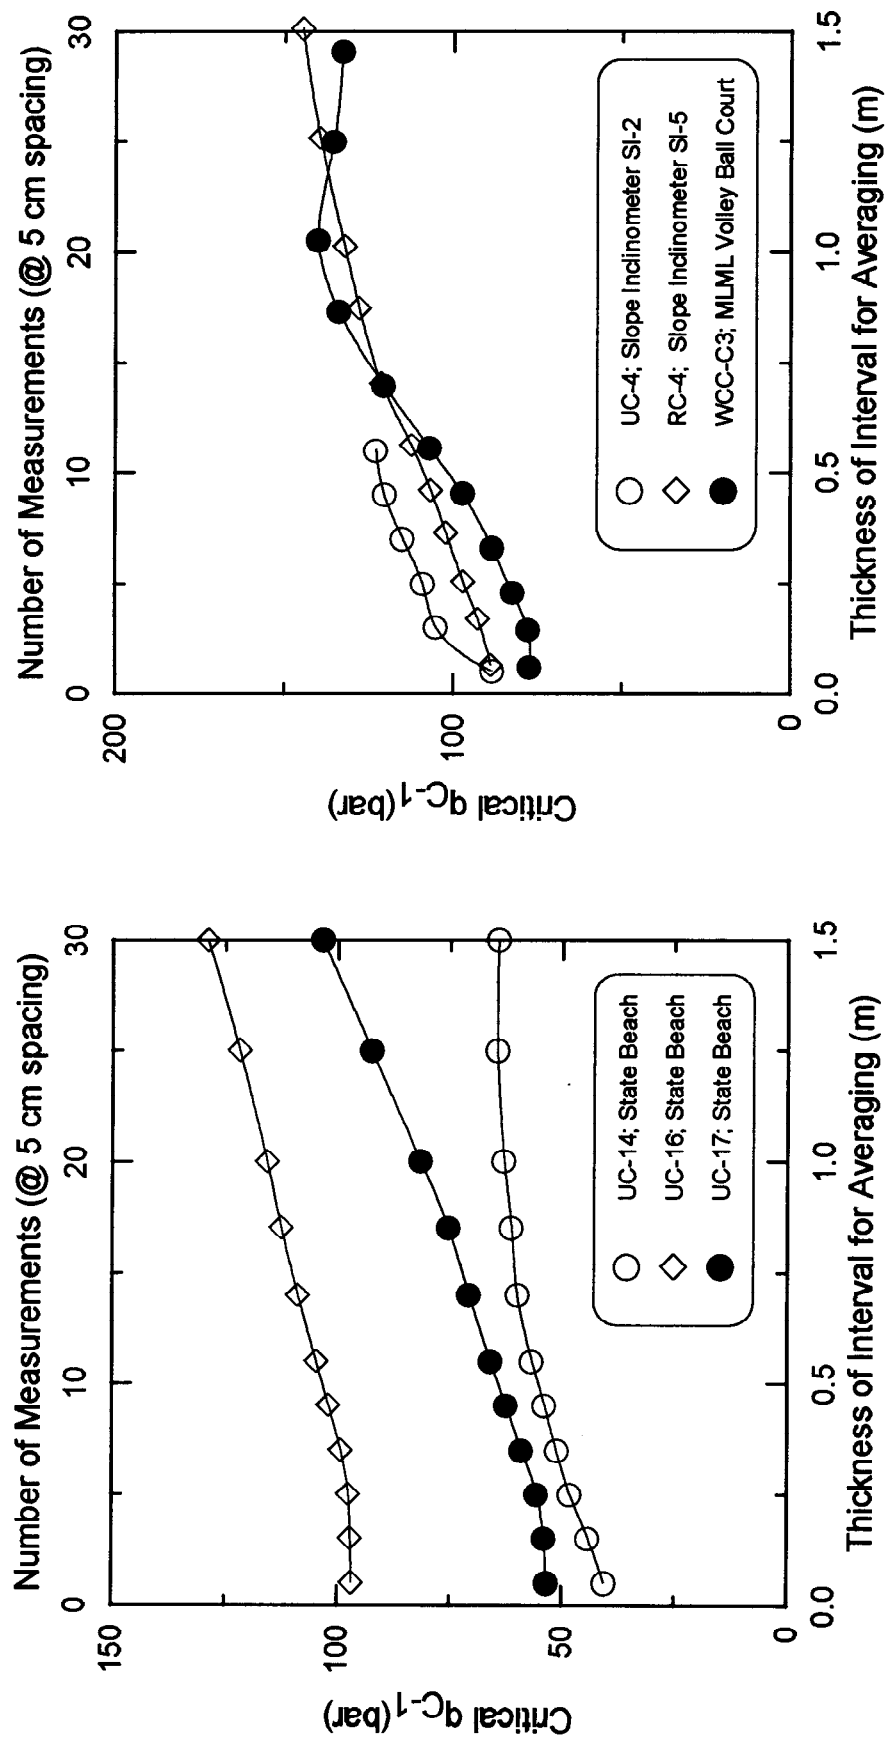 Number of Measurements (@ 5 cm spacing)
0 10 20 30
150
100
50
0
Critical qC-1(bar)
UC-14; State Beach
UC-16; State Beach
UC-17; State Beach
0.0 0.5 1.0 1.5
Thickness of Interval for Averaging (m)
Number of Measurements (@ 5 cm spacing)
0 10 20 30
200
100
0
Critical qC-1(bar)
UC-4; Slope Inclinometer SI-2
RC-4; Slope Inclinometer SI-5
WCC-C3; MLML Volley Ball Court
0.0 0.5 1.0 1.5
Thickness of Interval for Averaging (m)